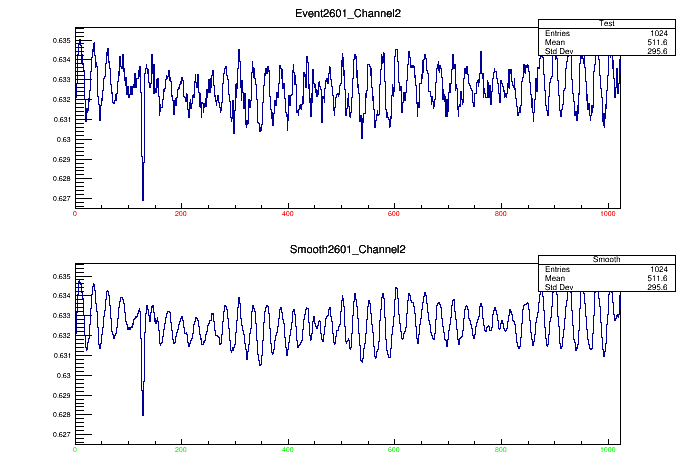 Event2601_Channel2
Test
Entries 1024
Mean 511.6
Std Dev 295.6
0.635
0.634
0.633
0.632
0.631
0.63
0.629
0.628
0.627
0 200 400 600 800 1000
Smooth2601_Channel2
Smooth
Entries 1024
Mean 511.6
Std Dev 295.6
0.635
0.634
0.633
0.632
0.631
0.63
0.629
0.628
0.627
0 200 400 600 800 1000